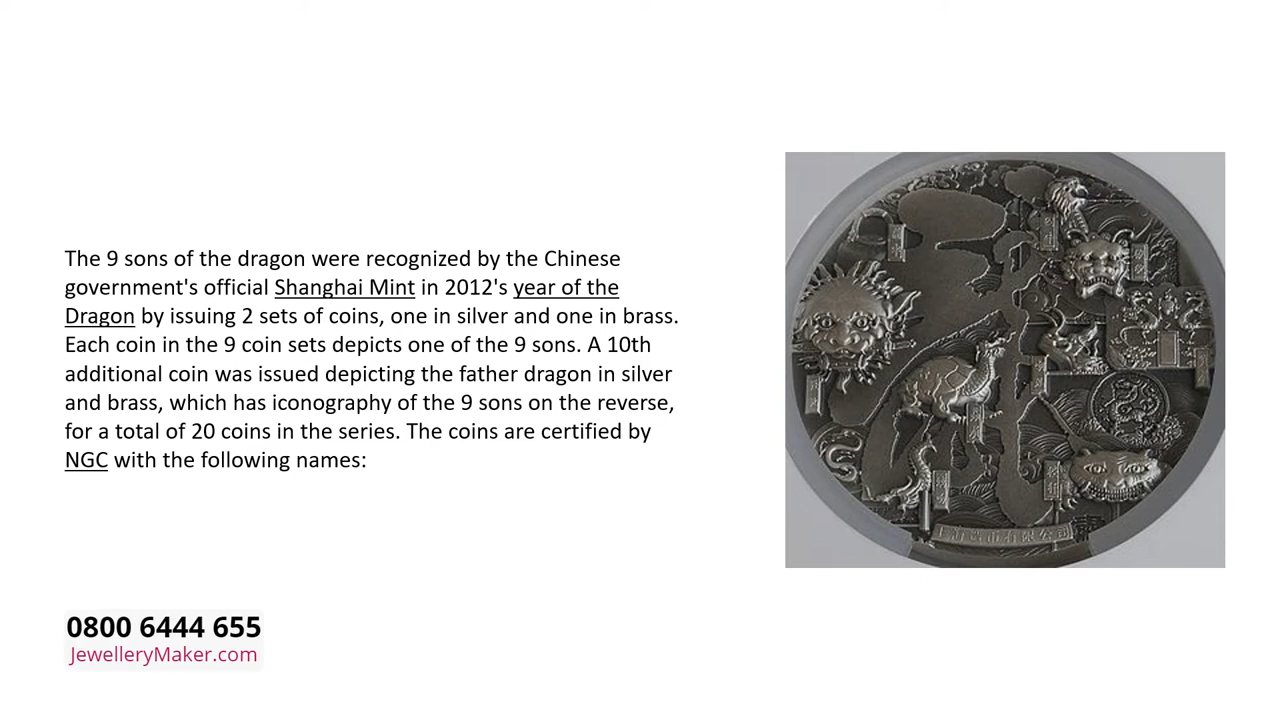 The 9 sons of the dragon were recognized by the Chinese
government's official Shanghai Mint in 2012's year of the
Dragon by issuing 2 sets of coins, one in silver and one in brass.
Each coin in the 9 coin sets depicts one of the 9 sons. A 10th
additional coin was issued depicting the father dragon in silver
and brass, which has iconography of the 9 sons on the reverse,
for a total of 20 coins in the series. The coins are certified by
NGC with the following names:
0800 6444 655
JewelleryMaker.com